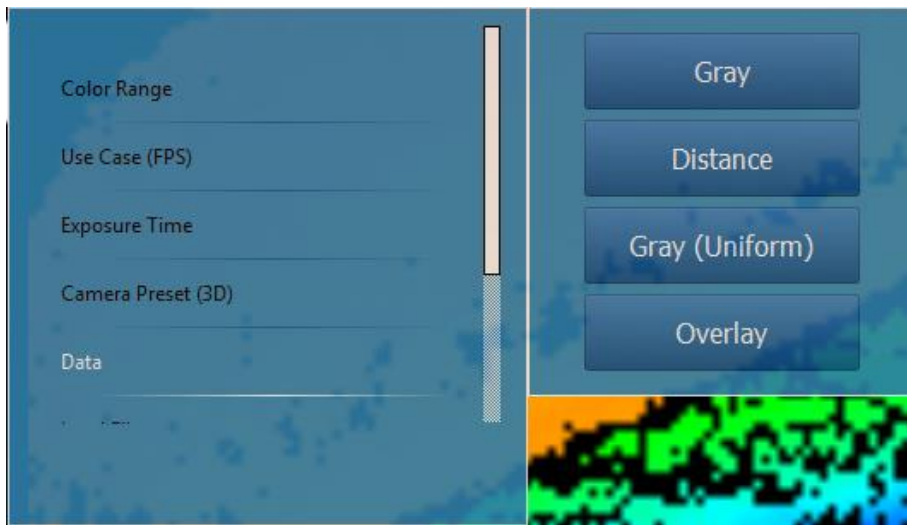 Color Range
Use Case (FPS)
Exposure Time
Camera Preset (3D)
Data
Gray
Distance
Gray (Uniform)
Overlay